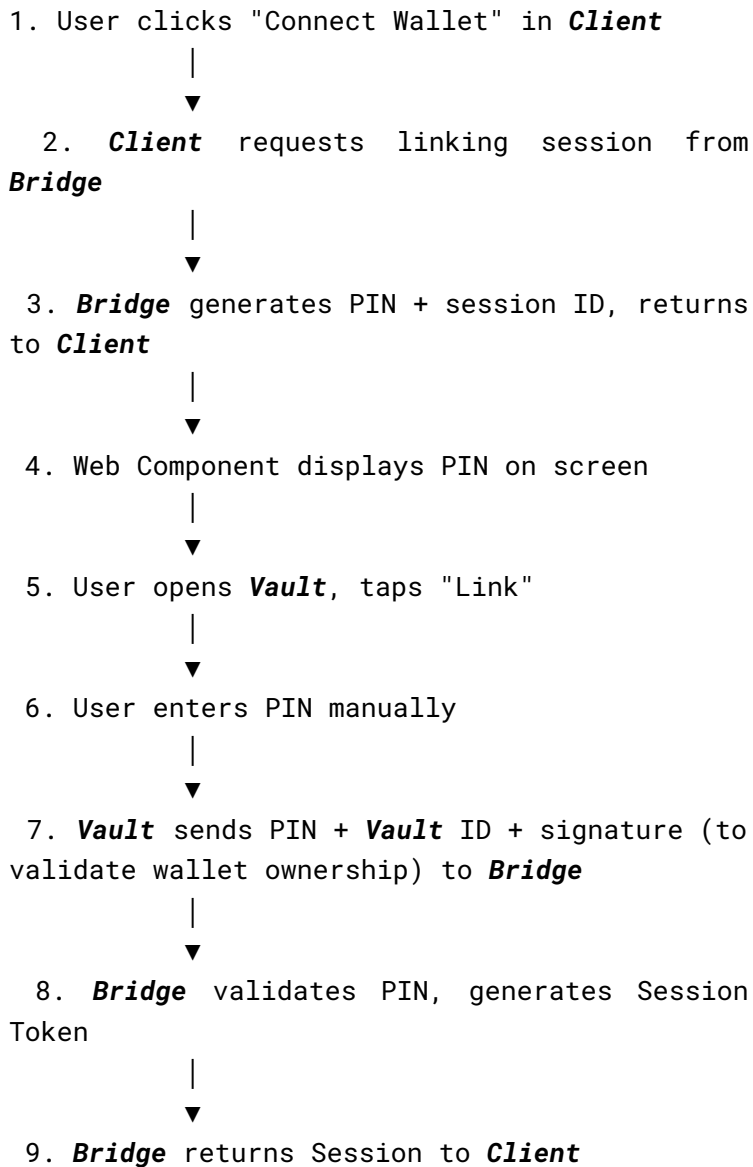 1. User clicks "Connect Wallet" in Client
│
▼
2. Client requests linking session from
Bridge
│
▼
3. Bridge generates PIN + session ID, returns
to Client
│
▼
4. Web Component displays PIN on screen
│
▼
5. User opens Vault, taps "Link"
│
▼
6. User enters PIN manually
│
▼
7. Vault sends PIN + Vault ID + signature (to
validate wallet ownership) to Bridge
│
▼
8. Bridge validates PIN, generates Session
Token
│
▼
9. Bridge returns Session to Client